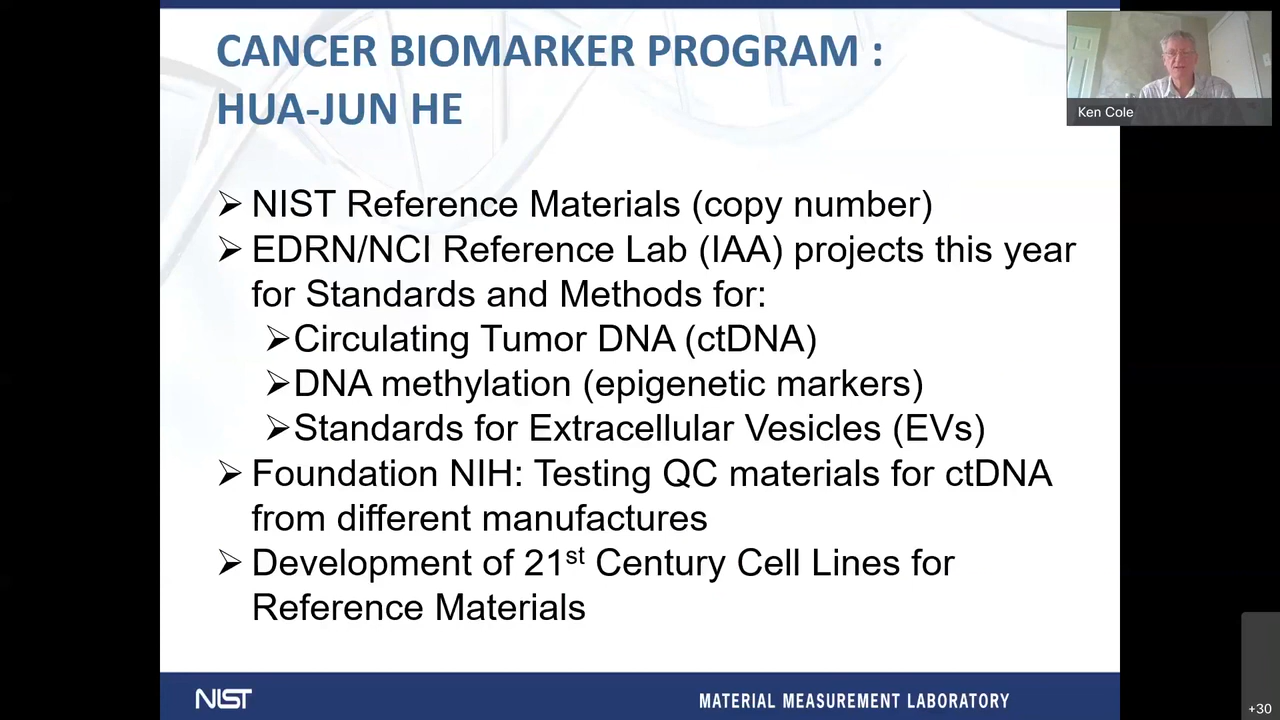 CANCER BIOMARKER PROGRAM :
HUA-JUN HE
Ken Cole
➢ NIST Reference Materials (copy number)
➢ EDRN/NCI Reference Lab (IAA) projects this year
for Standards and Methods for:
➢Circulating Tumor DNA (ctDNA)
➢DNA methylation (epigenetic markers)
➢Standards for Extracellular Vesicles (EVs)
➢ Foundation NIH: Testing QC materials for ctDNA
from different manufactures
➢ Development of 21st Century Cell Lines for
Reference Materials
NIST
MATERIAL MEASUREMENT LABORATORY
+30